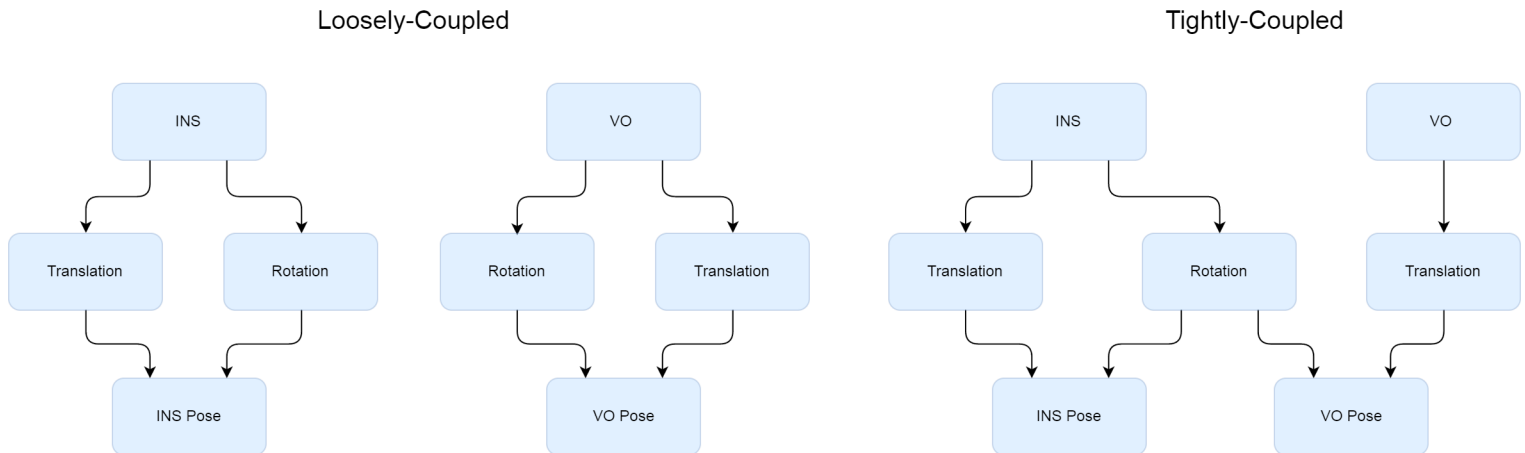 Loosely-Coupled
Tightly-Coupled
INS
VO
INS
VO
Translation
Rotation
Rotation
Translation
Translation
Rotation
Translation
INS Pose
VO Pose
INS Pose
VO Pose